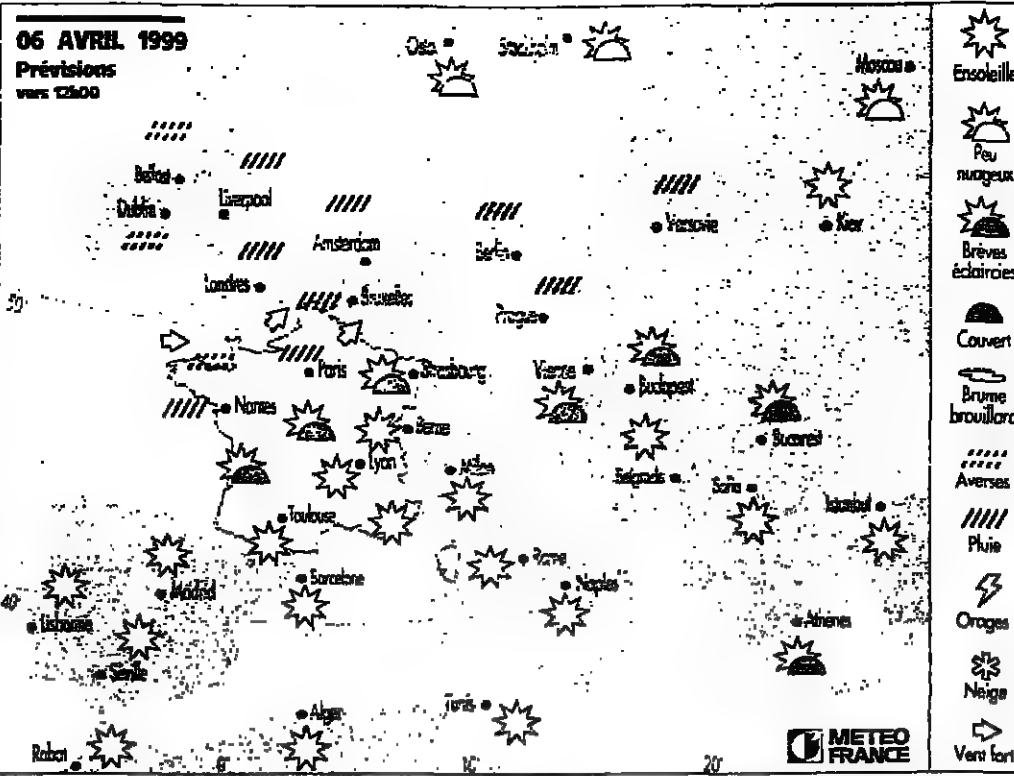 06 AVRIL 1999
Prévisions
vers 12h00
Oslo
Stockholm
Moscou
Belfast
Dublin
Liverpool
Amsterdam
Berlin
Varsovie
Kiev
Londres
Bruxelles
50
Prague
Paris
Strasbourg
Vienne
Budapest
Nantes
Berne
Bucarest
Lyon
Milan
Belgrade
Sofia
Istanbul
Toulouse
Rome
Barcelone
Madrid
Naples
40°
Lisbonne
Athènes
Séville
Alger
Tunis
Rabat
0°
10°
20°
METEO
FRANCE
Ensoleillé
Peu
nuageux
Brèves
éclaircies
Couvert
Brume
brouillard
Averses
Pluie
Orages
Neige
Vent fort